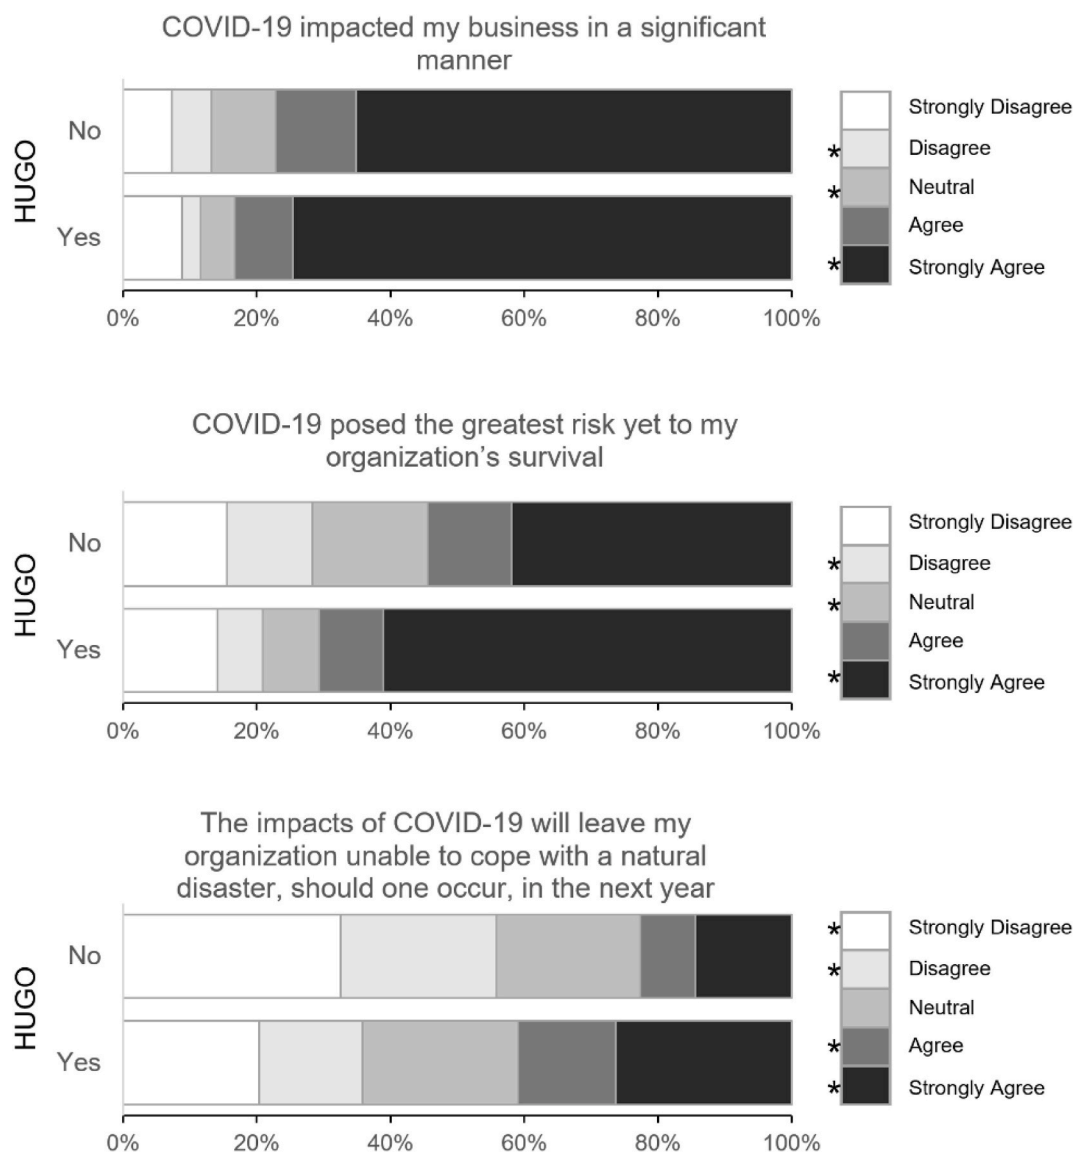 COVID-19 impacted my business in a significant
manner
HUGO
No
Yes
0% 20% 40% 60% 80% 100%
Strongly Disagree
* Disagree
* Neutral
Agree
* Strongly Agree
COVID-19 posed the greatest risk yet to my
organization’s survival
HUGO
No
Yes
0% 20% 40% 60% 80% 100%
Strongly Disagree
* Disagree
* Neutral
Agree
* Strongly Agree
The impacts of COVID-19 will leave my
organization unable to cope with a natural
disaster, should one occur, in the next year
HUGO
No
Yes
0% 20% 40% 60% 80% 100%
* Strongly Disagree
* Disagree
Neutral
* Agree
* Strongly Agree